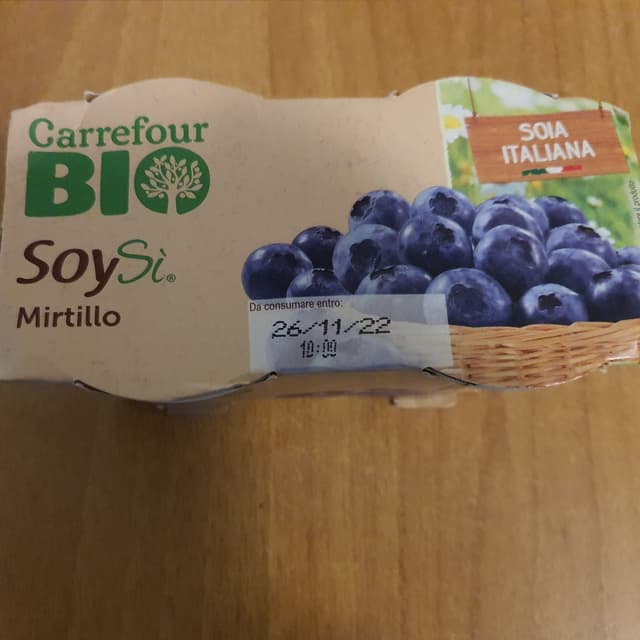 Carrefour
BIO
SoySì®
Mirtillo
SOIA
ITALIANA
Da consumare entro:
26/11/22
10:00